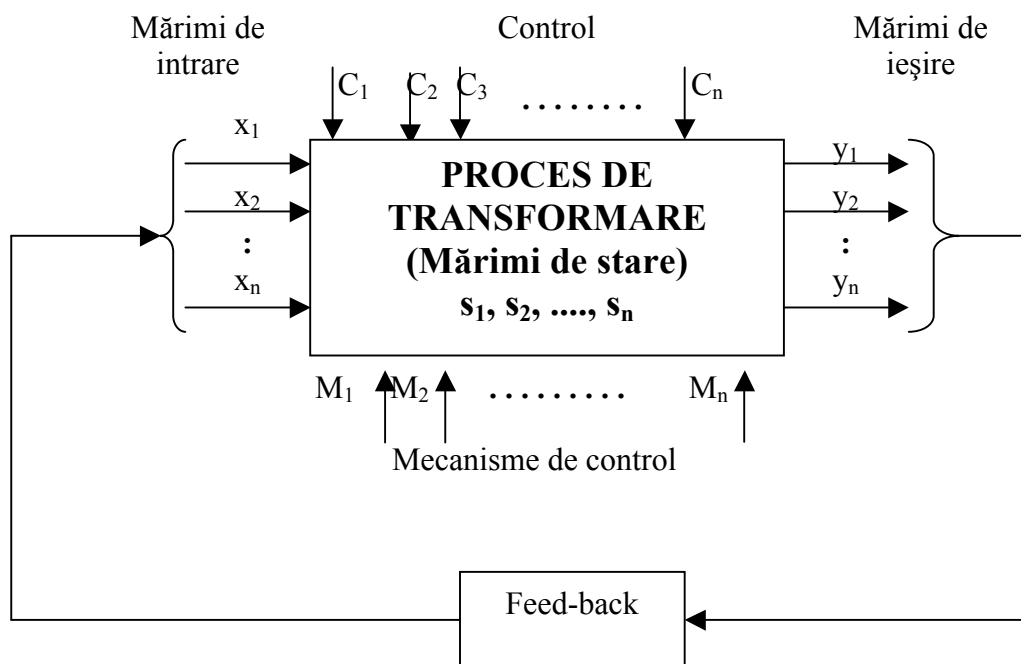 Mărimi de
intrare
Control
Mărimi de
ieşire
C₁ C₂ C₃ ........ Cₙ
x₁
x₂
:
xₙ
PROCES DE
TRANSFORMARE
(Mărimi de stare)
s₁, s₂, ...., sₙ
y₁
y₂
:
yₙ
M₁ M₂ ......... Mₙ
Mecanisme de control
Feed-back